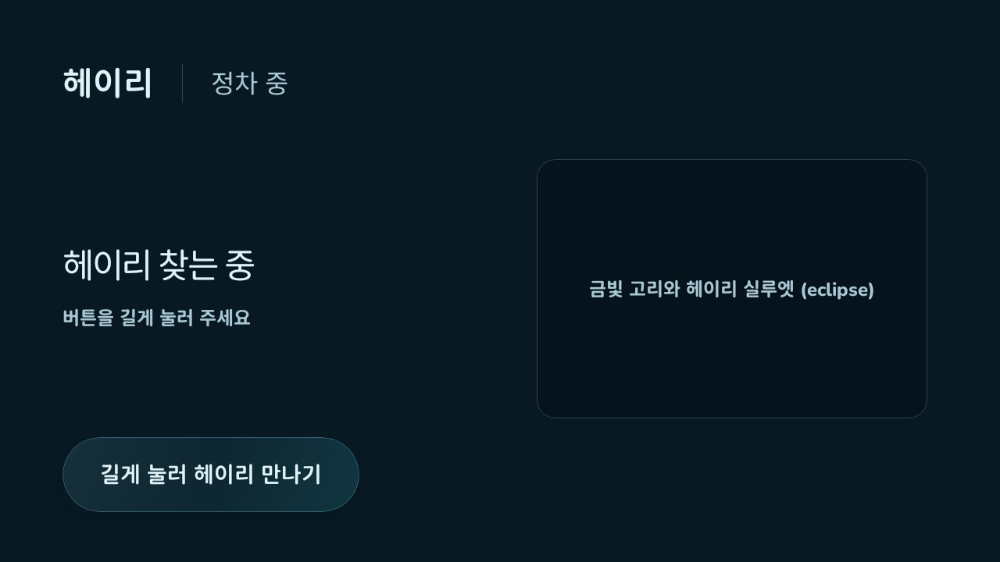 헤이리
정차 중
헤이리 찾는 중
버튼을 길게 눌러 주세요
금빛 고리와 헤이리 실루엣 (eclipse)
길게 눌러 헤이리 만나기